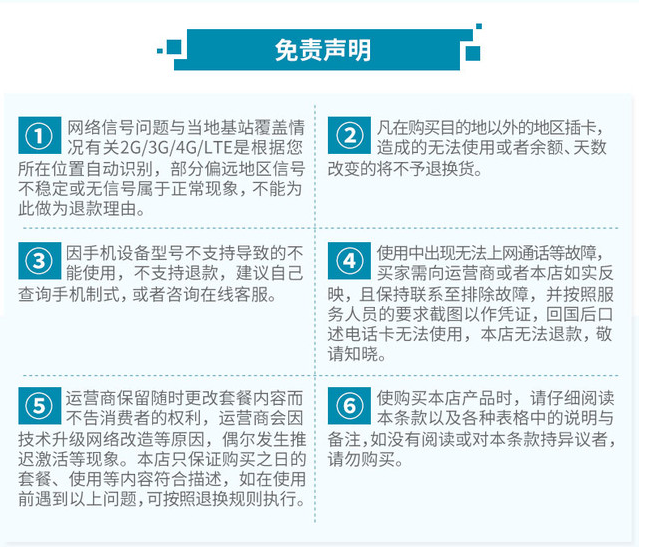 免责声明
① 网络信号问题与当地基站覆盖情
况有关2G/3G/4G/LTE是根据您
所在位置自动识别，部分偏远地区信号
不稳定或无信号属于正常现象，不能为
此做为退款理由。
② 凡在购买目的地以外的地区插卡，
造成的无法使用或者余额、天数
改变的将不予退换货。
③ 因手机设备型号不支持导致的不
能使用，不支持退款，建议自己
查询手机制式，或者咨询在线客服。
④ 使用中出现无法上网通话等故障，
买家需向运营商或者本店如实反
映，且保持联系至排除故障，并按照服
务人员的要求截图以作凭证，回国后口
述电话卡无法使用，本店无法退款，敬
请知晓。
⑤ 运营商保留随时更改套餐内容而
不告消费者的权利，运营商会因
技术升级网络改造等原因，偶尔发生推
迟激活等现象。本店只保证购买之日的
套餐、使用等内容符合描述，如在使用
前遇到以上问题，可按照退换规则执行。
⑥ 使购买本店产品时，请仔细阅读
本条款以及各种表格中的说明与
备注，如没有阅读或对本条款持异议者，
请勿购买。